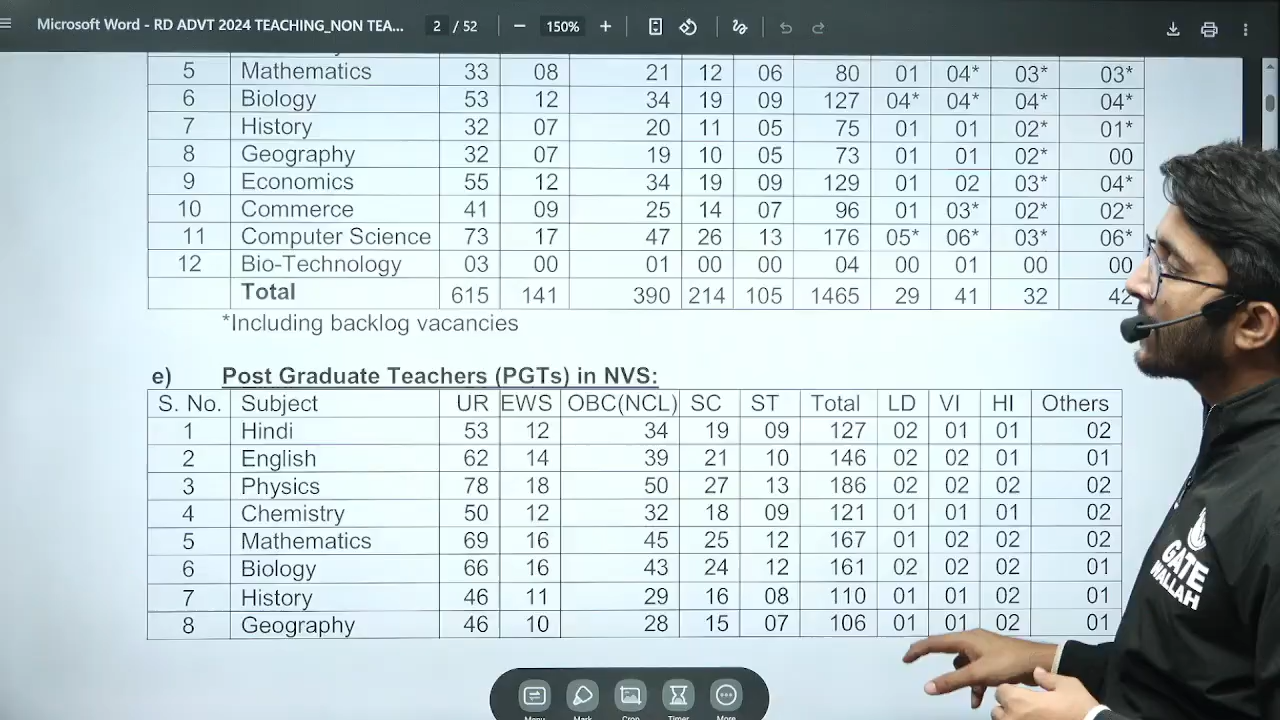 Microsoft Word - RD ADVT 2024 TEACHING_NON TEA... 2 / 52 150%
5 Mathematics 33 08 21 12 06 80 01 04* 03* 03*
6 Biology 53 12 34 19 09 127 04* 04* 04* 04*
7 History 32 07 20 11 05 75 01 01 02* 01*
8 Geography 32 07 19 10 05 73 01 01 02* 00
9 Economics 55 12 34 19 09 129 01 02 03* 04*
10 Commerce 41 09 25 14 07 96 01 03* 02* 02*
11 Computer Science 73 17 47 26 13 176 05* 06* 03* 06*
12 Bio-Technology 03 00 01 00 00 04 00 01 00 00
Total 615 141 390 214 105 1465 29 41 32 42
*Including backlog vacancies
e) Post Graduate Teachers (PGTs) in NVS:
S. No. Subject UR EWS OBC(NCL) SC ST Total LD VI HI Others
1 Hindi 53 12 34 19 09 127 02 01 01 02
2 English 62 14 39 21 10 146 02 02 01 01
3 Physics 78 18 50 27 13 186 02 02 02 02
4 Chemistry 50 12 32 18 09 121 01 01 01 02
5 Mathematics 69 16 45 25 12 167 01 02 02 02
6 Biology 66 16 43 24 12 161 02 02 02 01
7 History 46 11 29 16 08 110 01 01 02 01
8 Geography 46 10 28 15 07 106 01 01 02 01
GATE
WALLAH
Menu Mark Crop Timer More